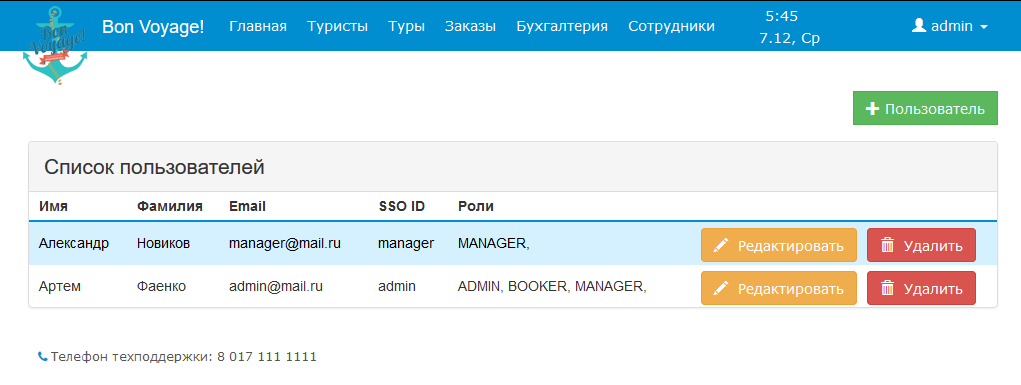 Bon Voyage!
Bon Voyage! Главная Туристы Туры Заказы Бухгалтерия Сотрудники 5:45 admin
7.12, Ср
Пользователь
Список пользователей
Имя Фамилия Email SSO ID Роли
Александр Новиков manager@mail.ru manager MANAGER, Редактировать Удалить
Артем Фаенко admin@mail.ru admin ADMIN, BOOKER, MANAGER, Редактировать Удалить
Телефон техподдержки: 8 017 111 1111